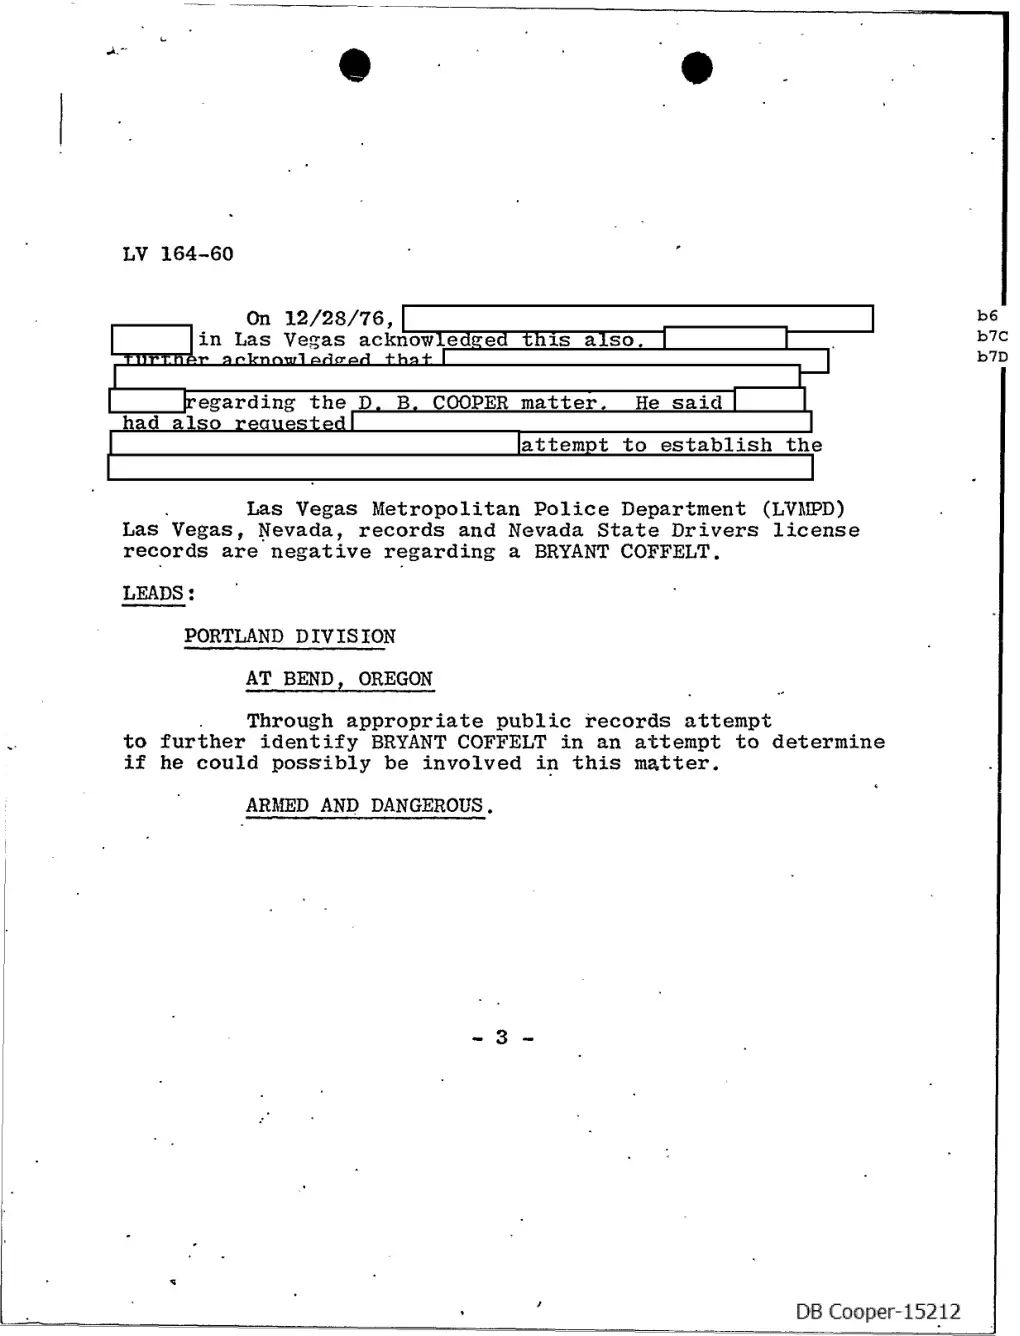 LV 164-60
On 12/28/76,
b6
in Las Vegas acknowledged this also.
b7C
further acknowledged that
b7D
regarding the D. B. COOPER matter. He said
had also requested
attempt to establish the
Las Vegas Metropolitan Police Department (LVMPD)
Las Vegas, Nevada, records and Nevada State Drivers license
records are negative regarding a BRYANT COFFELT.
LEADS:
PORTLAND DIVISION
AT BEND, OREGON
Through appropriate public records attempt
to further identify BRYANT COFFELT in an attempt to determine
if he could possibly be involved in this matter.
ARMED AND DANGEROUS.
- 3 -
DB Cooper-15212